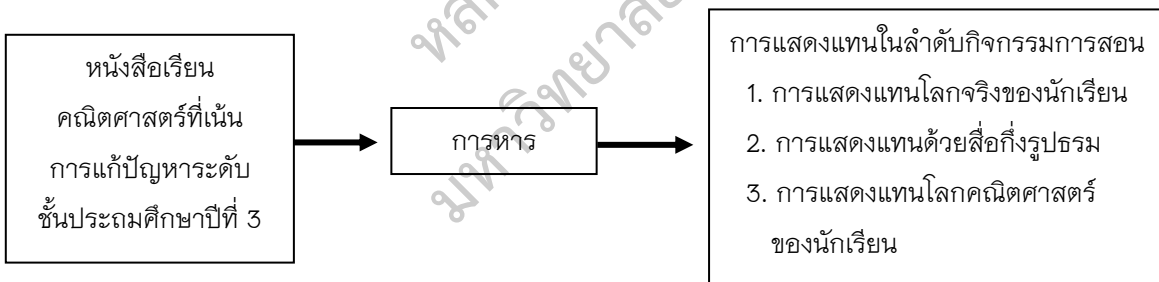 หนังสือเรียน
คณิตศาสตร์ที่เน้น
การแก้ปัญหาระดับ
ชั้นประถมศึกษาปีที่ 3
การหาร
การแสดงแทนในลำดับกิจกรรมการสอน
1. การแสดงแทนโลกจริงของนักเรียน
2. การแสดงแทนด้วยสื่อกึ่งรูปธรรม
3. การแสดงแทนโลกคณิตศาสตร์
ของนักเรียน